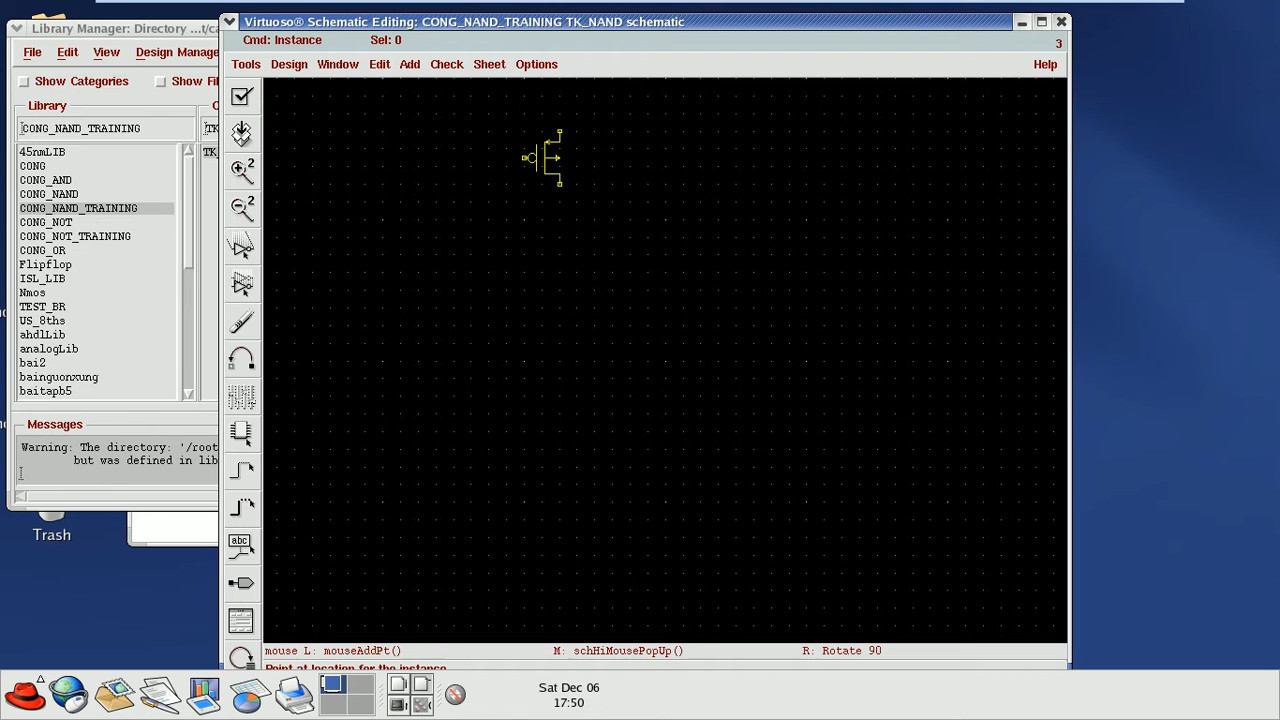 Library Manager: Directory ...t/ca
File Edit View Design Manage
Show Categories Show Fi
Library
CONG_NAND_TRAINING
45nmLIB
CONG
CONG_AND
CONG_NAND
CONG_NAND_TRAINING
CONG_NOT
CONG_NOT_TRAINING
CONG_OR
Flipflop
ISL_LIB
Nmos
TEST_BR
US_8ths
ahdlLib
analogLib
bai2
bainguonxung
baitapb5
Messages
Warning: The directory: '/root
but was defined in lib
Trash
Virtuoso® Schematic Editing: CONG_NAND_TRAINING TK_NAND schematic
Cmd: Instance Sel: 0 3
Tools Design Window Edit Add Check Sheet Options Help
2
2
abc
mouse L: mouseAddPt() M: schHiMousePopUp() R: Rotate 90
Point at location for the instance
Sat Dec 06
17:50